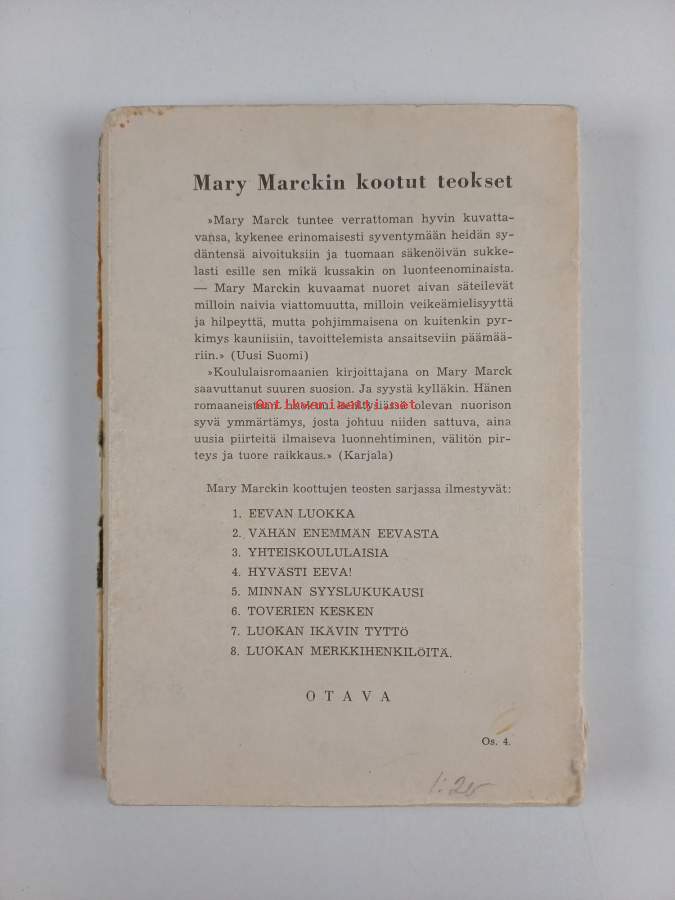 Mary Marckin kootut teokset
»Mary Marck tuntee verrattoman hyvin kuvatta-
vansa, kykenee erinomaisesti syventymään heidän sy-
däntensä aivoituksiin ja tuomaan säkenöivän sukke-
lasti esille sen mikä kussakin on luonteenominaista.
— Mary Marckin kuvaamat nuoret aivan säteilevät
milloin naivia viattomuutta, milloin veikeämielisyyttä
ja hilpeyttä, mutta pohjimmaisena on kuitenkin pyr-
kimys kauniisiin, tavoittelemista ansaitseviin päämää-
riin.» (Uusi Suomi)
»Koululaisromaanien kirjoittajana on Mary Marck
saavuttanut suuren suosion. Ja syystä kylläkin. Hänen
antikvariaatti.net
olevan nuorison
syvä ymmärtämys, josta johtuu niiden sattuva, aina
uusia piirteitä ilmaiseva luonnehtiminen, välitön pir-
teys ja tuore raikkaus.» (Karjala)
Mary Marckin koottujen teosten sarjassa ilmestyvät:
1. EEVAN LUOKKA
2. VÄHÄN ENEMMÄN EEVASTA
3. YHTEISKOULULAISIA
4. HYVÄSTI EEVA!
5. MINNAN SYYSLUKUKAUSI
6. TOVERIEN KESKEN
7. LUOKAN IKÄVIN TYTTÖ
8. LUOKAN MERKKIHENKILÖITÄ.
OTAVA
Os. 4.
1:20